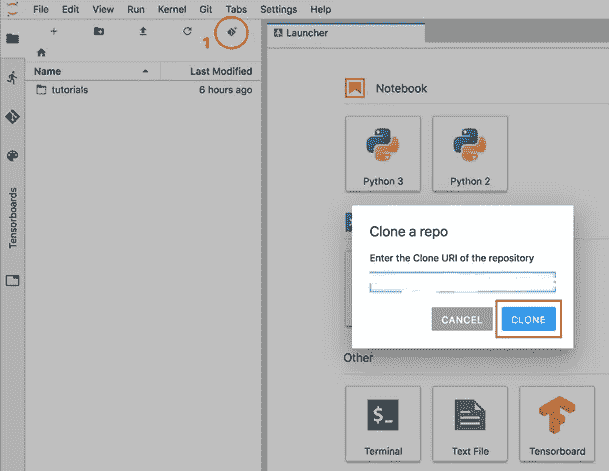 File Edit View Run Kernel Git Tabs Settings Help
1
Launcher
Name Last Modified
tutorials 6 hours ago
Notebook
Python 3 Python 2
Tensorboards
Clone a repo
Enter the Clone URI of the repository
CANCEL CLONE
Other
$_
Terminal Text File Tensorboard